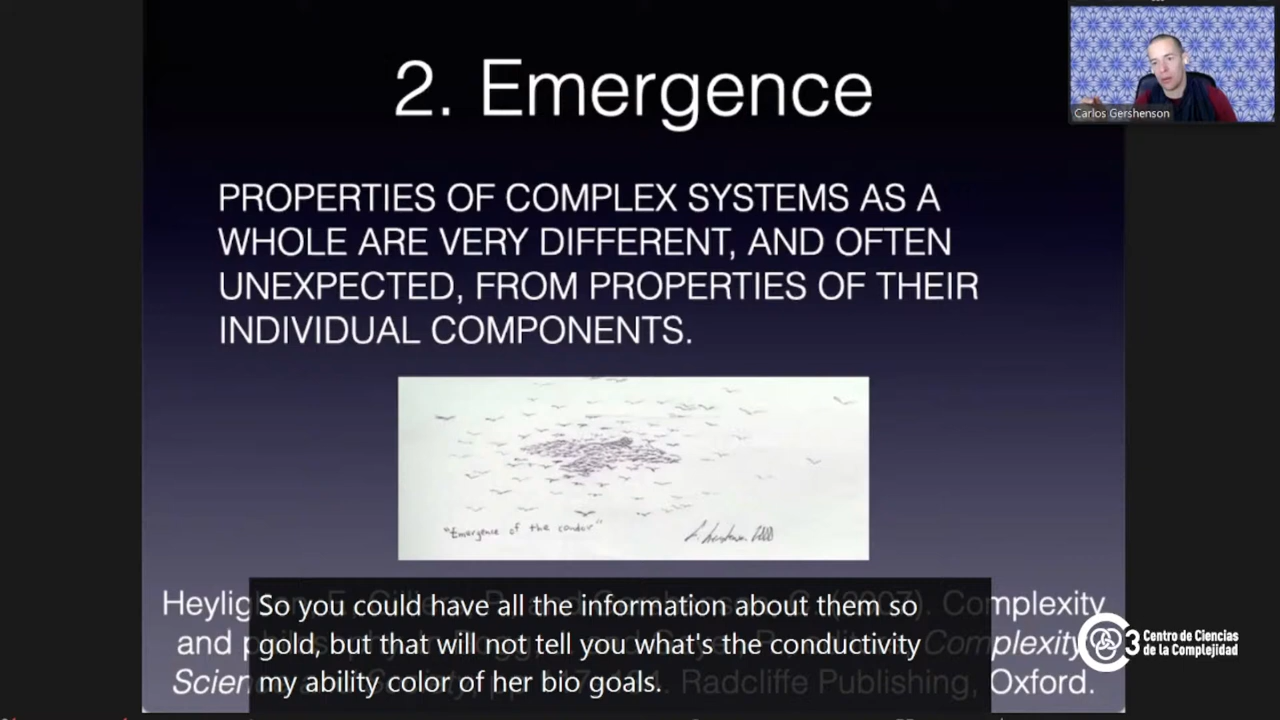 2. Emergence
Carlos Gershenson
PROPERTIES OF COMPLEX SYSTEMS AS A
WHOLE ARE VERY DIFFERENT, AND OFTEN
UNEXPECTED, FROM PROPERTIES OF THEIR
INDIVIDUAL COMPONENTS.
"Emergence of the condor"
Heylig Complexity
and Complexity,
Scien Radcliffe Publishing, Oxford.
So you could have all the information about them so
gold, but that will not tell you what's the conductivity
my ability color of her bio goals.
3 Centro de Ciencias
de la Complejidad